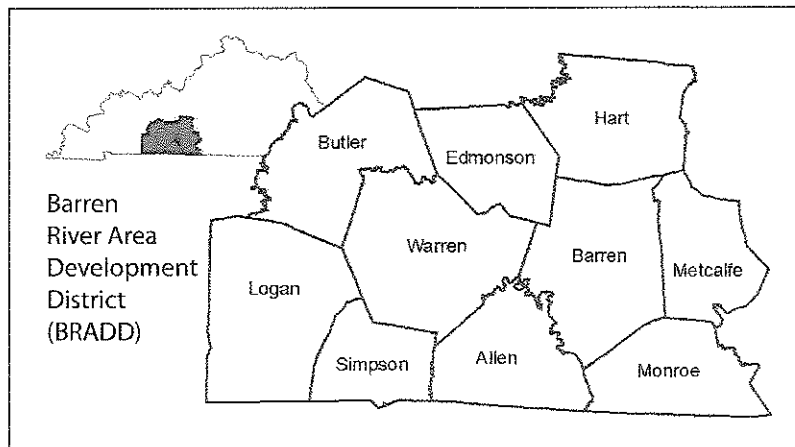 Hart
Butler
Edmonson
Barren
River Area
Development
District
(BRADD)
Warren
Barren
Metcalfe
Logan
Simpson
Allen
Monroe